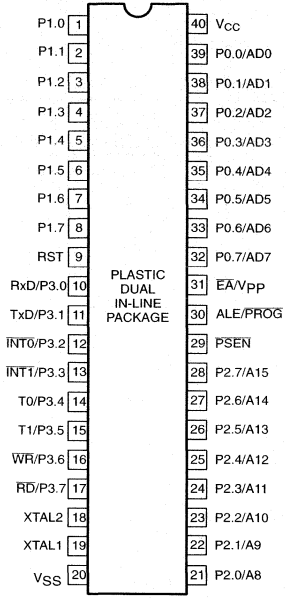 P1.0 1 40 VCC
P1.1 2 39 P0.0/AD0
P1.2 3 38 P0.1/AD1
P1.3 4 37 P0.2/AD2
P1.4 5 36 P0.3/AD3
P1.5 6 35 P0.4/AD4
P1.6 7 34 P0.5/AD5
P1.7 8 33 P0.6/AD6
RST 9 32 P0.7/AD7
PLASTIC
DUAL
IN-LINE
PACKAGE
RxD/P3.0 10 31 E̅A̅/VPP
TxD/P3.1 11 30 ALE/P̅R̅O̅G̅
I̅N̅T̅0̅/P3.2 12 29 P̅S̅E̅N̅
I̅N̅T̅1̅/P3.3 13 28 P2.7/A15
T0/P3.4 14 27 P2.6/A14
T1/P3.5 15 26 P2.5/A13
W̅R̅/P3.6 16 25 P2.4/A12
R̅D̅/P3.7 17 24 P2.3/A11
XTAL2 18 23 P2.2/A10
XTAL1 19 22 P2.1/A9
VSS 20 21 P2.0/A8